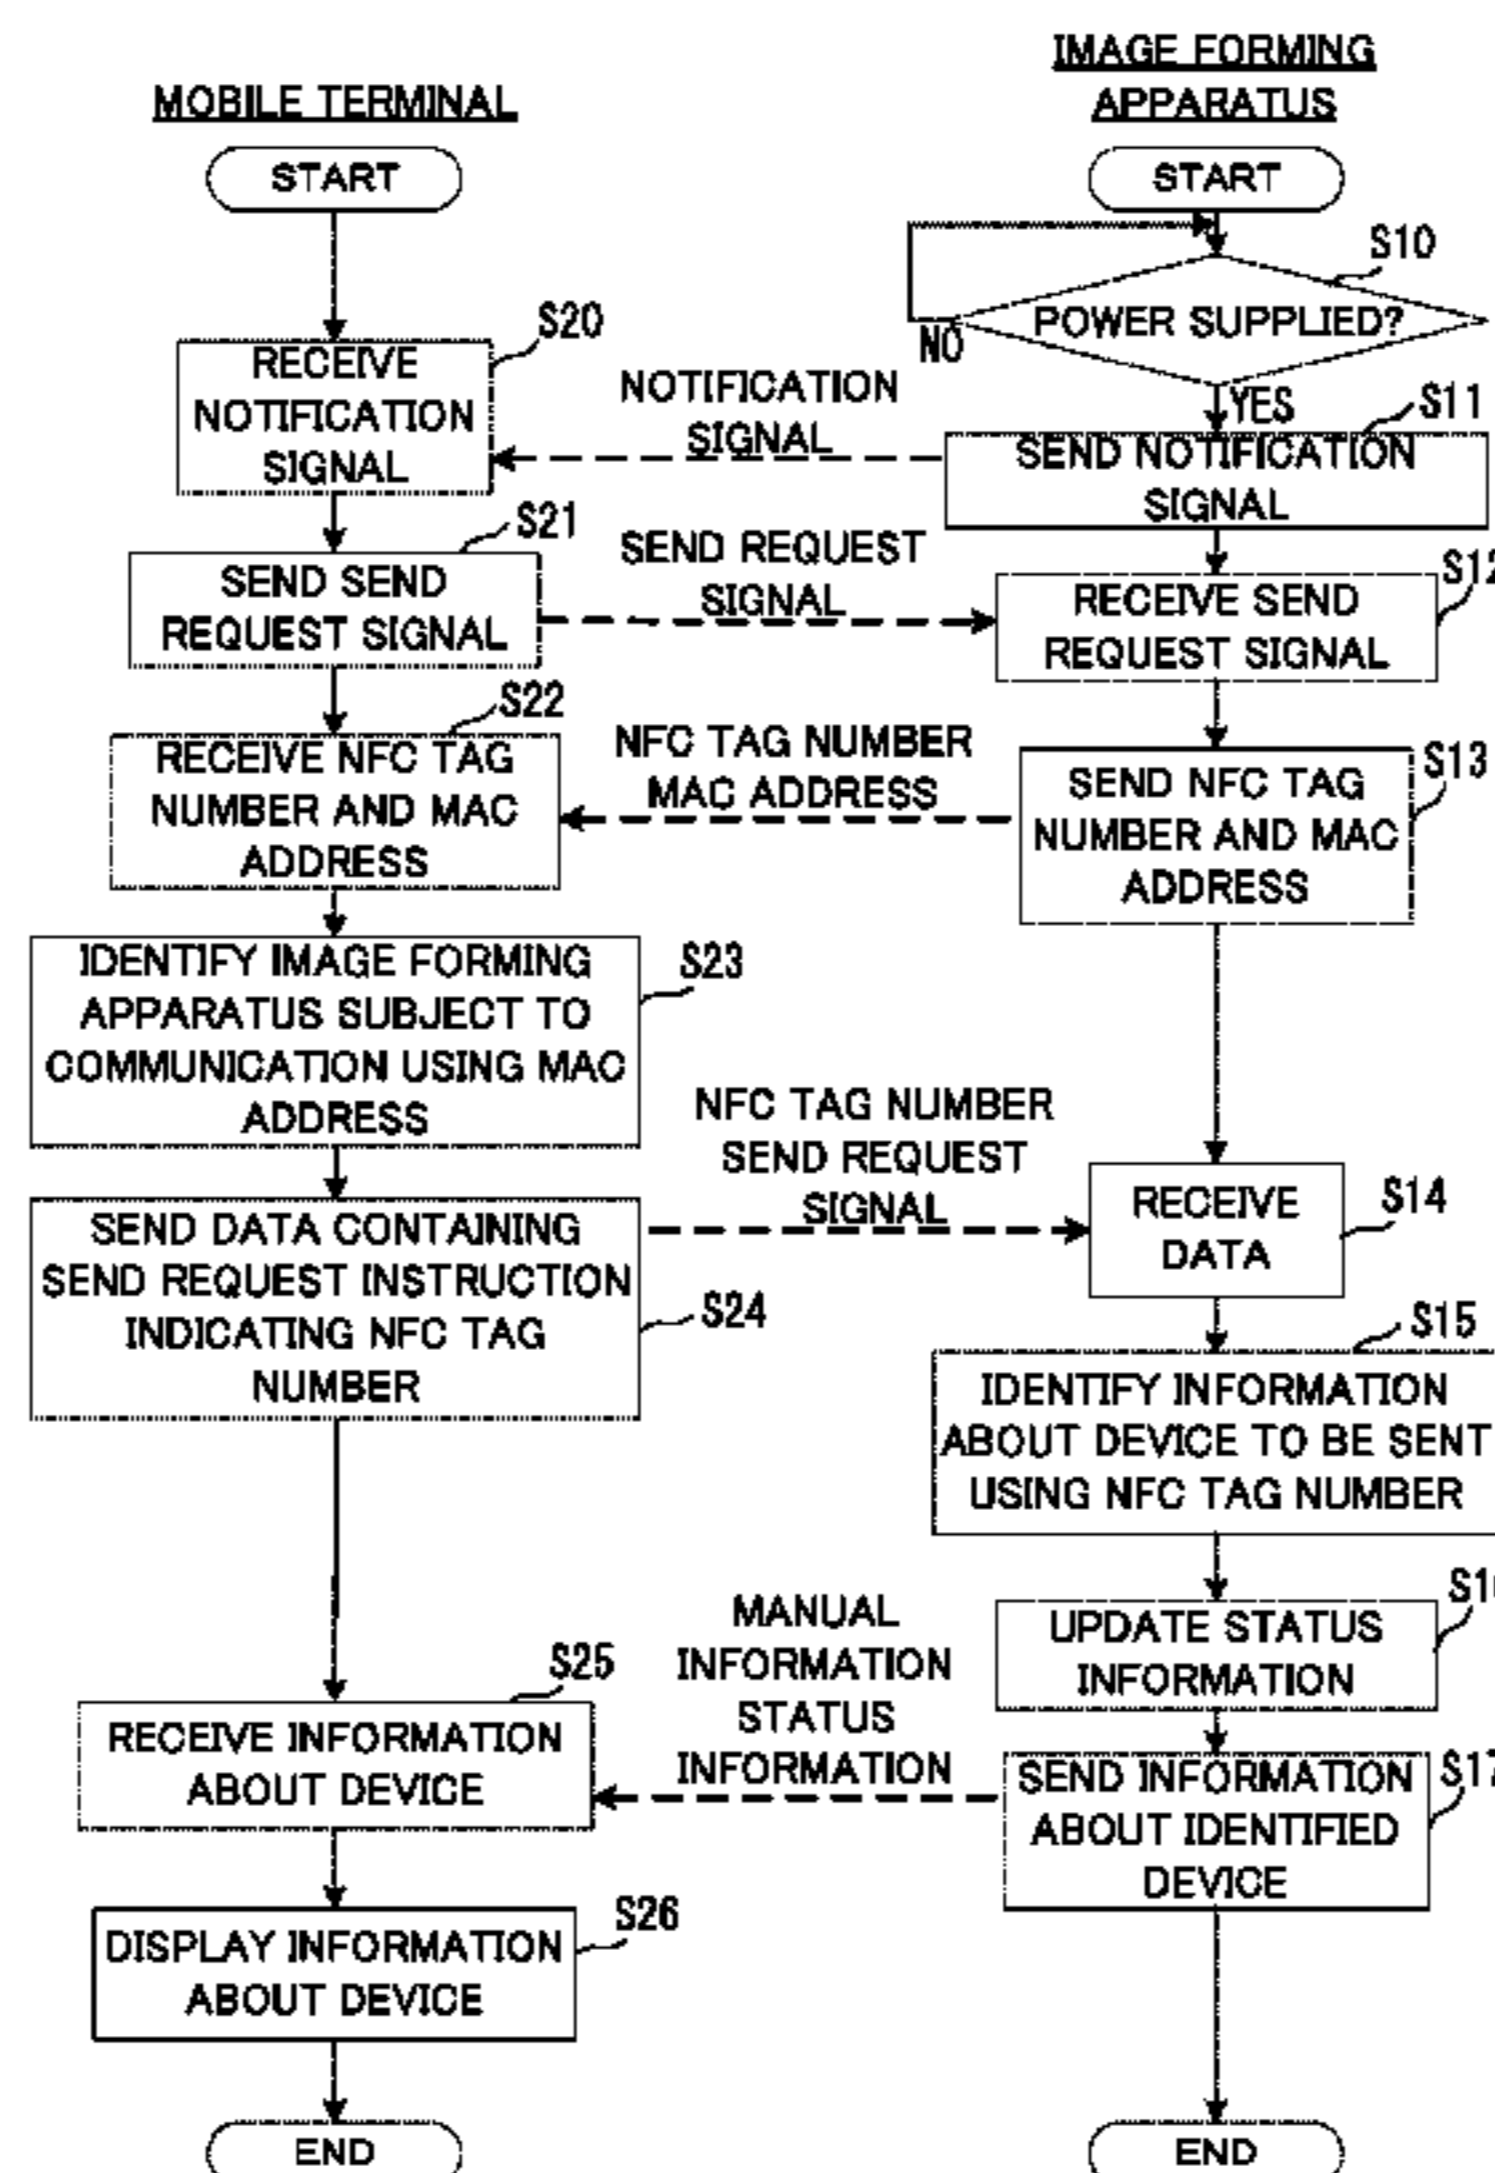 MOBILE TERMINAL
START
S20
RECEIVE
NOTIFICATION
SIGNAL
S21
SEND SEND
REQUEST SIGNAL
S22
RECEIVE NFC TAG
NUMBER AND MAC
ADDRESS
IDENTIFY IMAGE FORMING
APPARATUS SUBJECT TO
COMMUNICATION USING MAC
ADDRESS
S23
SEND DATA CONTAINING
SEND REQUEST INSTRUCTION
INDICATING NFC TAG
NUMBER
S24
S25
RECEIVE INFORMATION
ABOUT DEVICE
S26
DISPLAY INFORMATION
ABOUT DEVICE
END
NOTIFICATION
SIGNAL
SEND REQUEST
SIGNAL
NFC TAG NUMBER
MAC ADDRESS
NFC TAG NUMBER
SEND REQUEST
SIGNAL
MANUAL
INFORMATION
STATUS
INFORMATION
IMAGE FORMING
APPARATUS
START
S10
POWER SUPPLIED?
NO
YES
S11
SEND NOTIFICATION
SIGNAL
S12
RECEIVE SEND
REQUEST SIGNAL
S13
SEND NFC TAG
NUMBER AND MAC
ADDRESS
RECEIVE
DATA
S14
S15
IDENTIFY INFORMATION
ABOUT DEVICE TO BE SENT
USING NFC TAG NUMBER
UPDATE STATUS
INFORMATION
S17
SEND INFORMATION
ABOUT IDENTIFIED
DEVICE
END